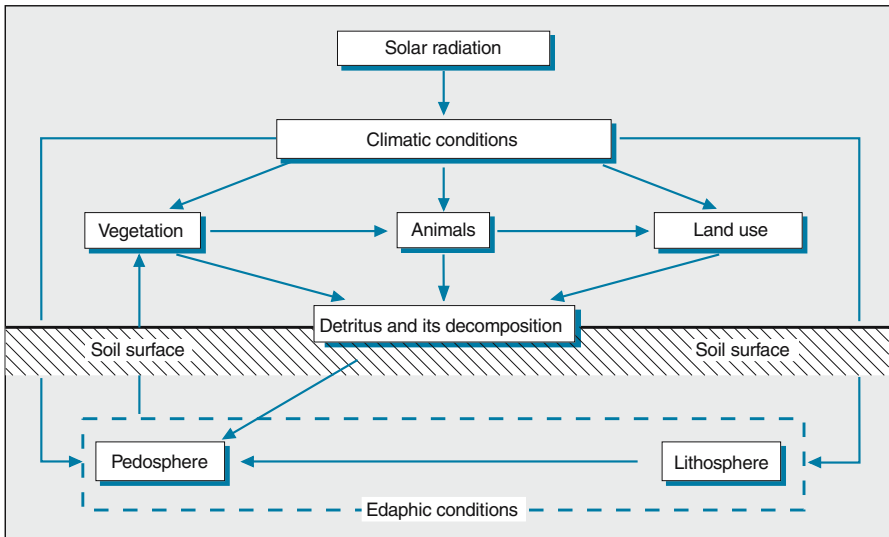 Solar radiation
Climatic conditions
Vegetation
Animals
Land use
Detritus and its decomposition
Soil surface
Soil surface
Pedosphere
Lithosphere
Edaphic conditions